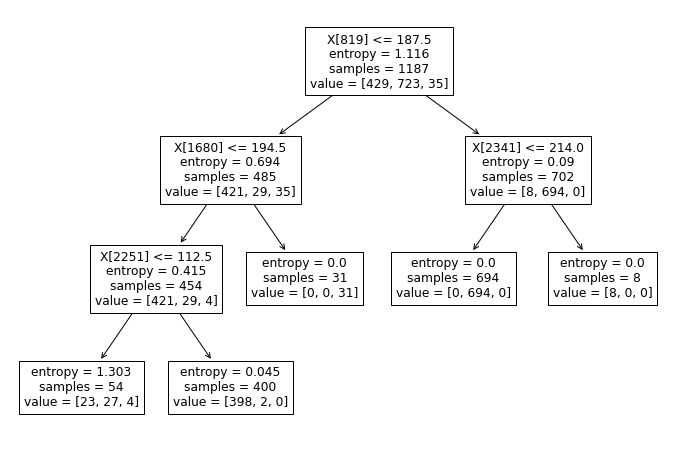 X[819] <= 187.5
entropy = 1.116
samples = 1187
value = [429, 723, 35]
X[1680] <= 194.5
entropy = 0.694
samples = 485
value = [421, 29, 35]
X[2341] <= 214.0
entropy = 0.09
samples = 702
value = [8, 694, 0]
X[2251] <= 112.5
entropy = 0.415
samples = 454
value = [421, 29, 4]
entropy = 0.0
samples = 31
value = [0, 0, 31]
entropy = 0.0
samples = 694
value = [0, 694, 0]
entropy = 0.0
samples = 8
value = [8, 0, 0]
entropy = 1.303
samples = 54
value = [23, 27, 4]
entropy = 0.045
samples = 400
value = [398, 2, 0]